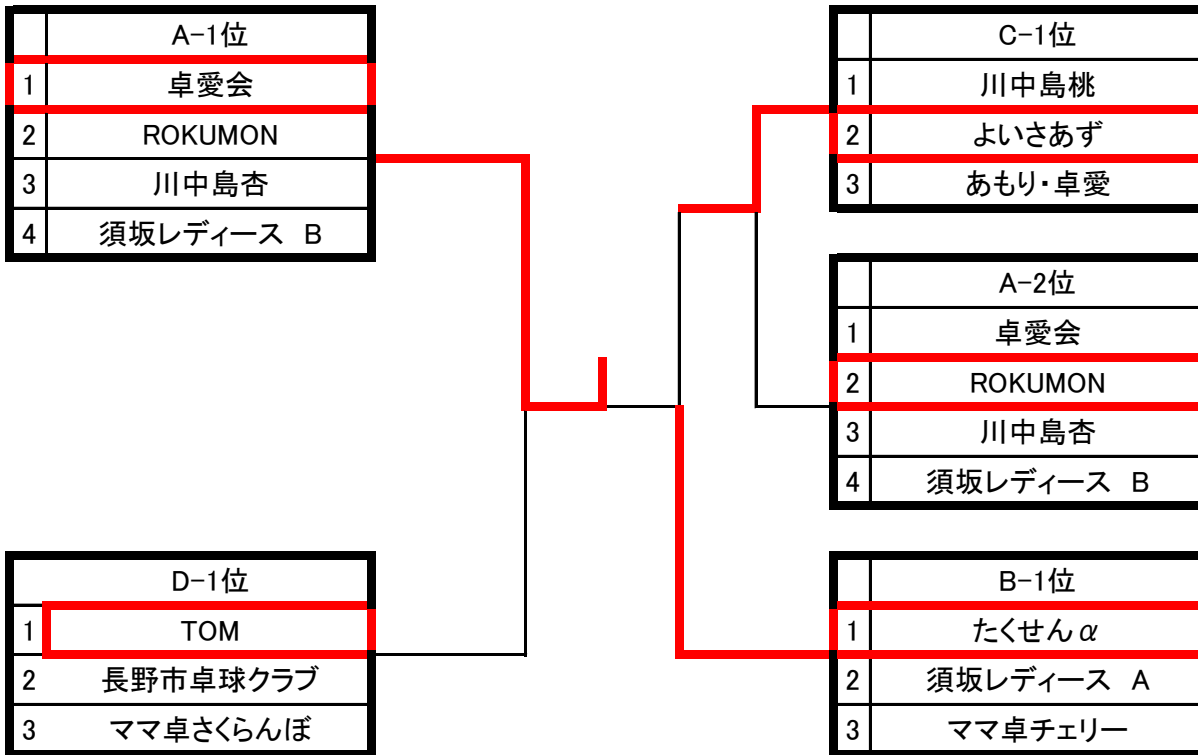 A-1位
1 卓愛会
2 ROKUMON
3 川中島杏
4 須坂レディース B
D-1位
1 TOM
2 長野市卓球クラブ
3 ママ卓さくらんぼ
C-1位
1 川中島桃
2 よいさあず
3 あもり・卓愛
A-2位
1 卓愛会
2 ROKUMON
3 川中島杏
4 須坂レディース B
B-1位
1 たくせんα
2 須坂レディース A
3 ママ卓チェリー